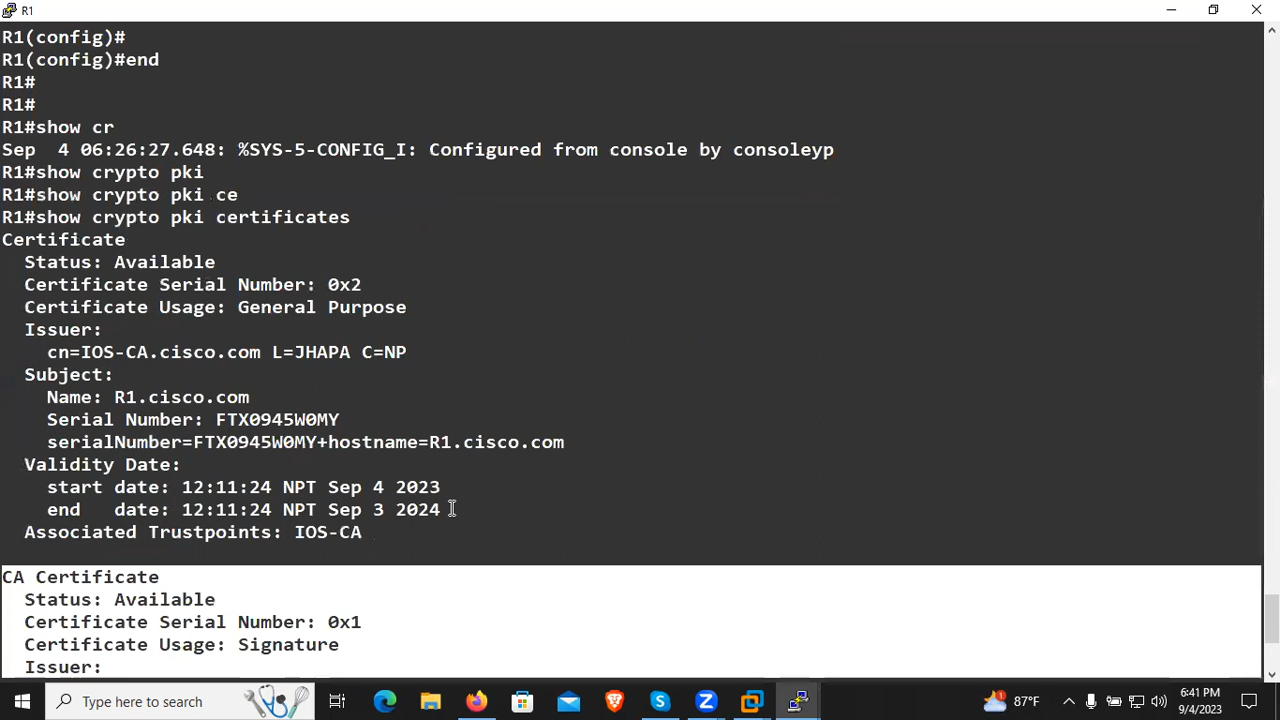 R1
R1(config)#
R1(config)#end
R1#
R1#
R1#show cr
Sep  4 06:26:27.648: %SYS-5-CONFIG_I: Configured from console by consoleyp
R1#show crypto pki
R1#show crypto pki ce
R1#show crypto pki certificates
Certificate
  Status: Available
  Certificate Serial Number: 0x2
  Certificate Usage: General Purpose
  Issuer:
    cn=IOS-CA.cisco.com L=JHAPA C=NP
  Subject:
    Name: R1.cisco.com
    Serial Number: FTX0945W0MY
    serialNumber=FTX0945W0MY+hostname=R1.cisco.com
  Validity Date:
    start date: 12:11:24 NPT Sep 4 2023
    end   date: 12:11:24 NPT Sep 3 2024
  Associated Trustpoints: IOS-CA
CA Certificate
  Status: Available
  Certificate Serial Number: 0x1
  Certificate Usage: Signature
  Issuer:
Type here to search
87°F
6:41 PM
9/4/2023